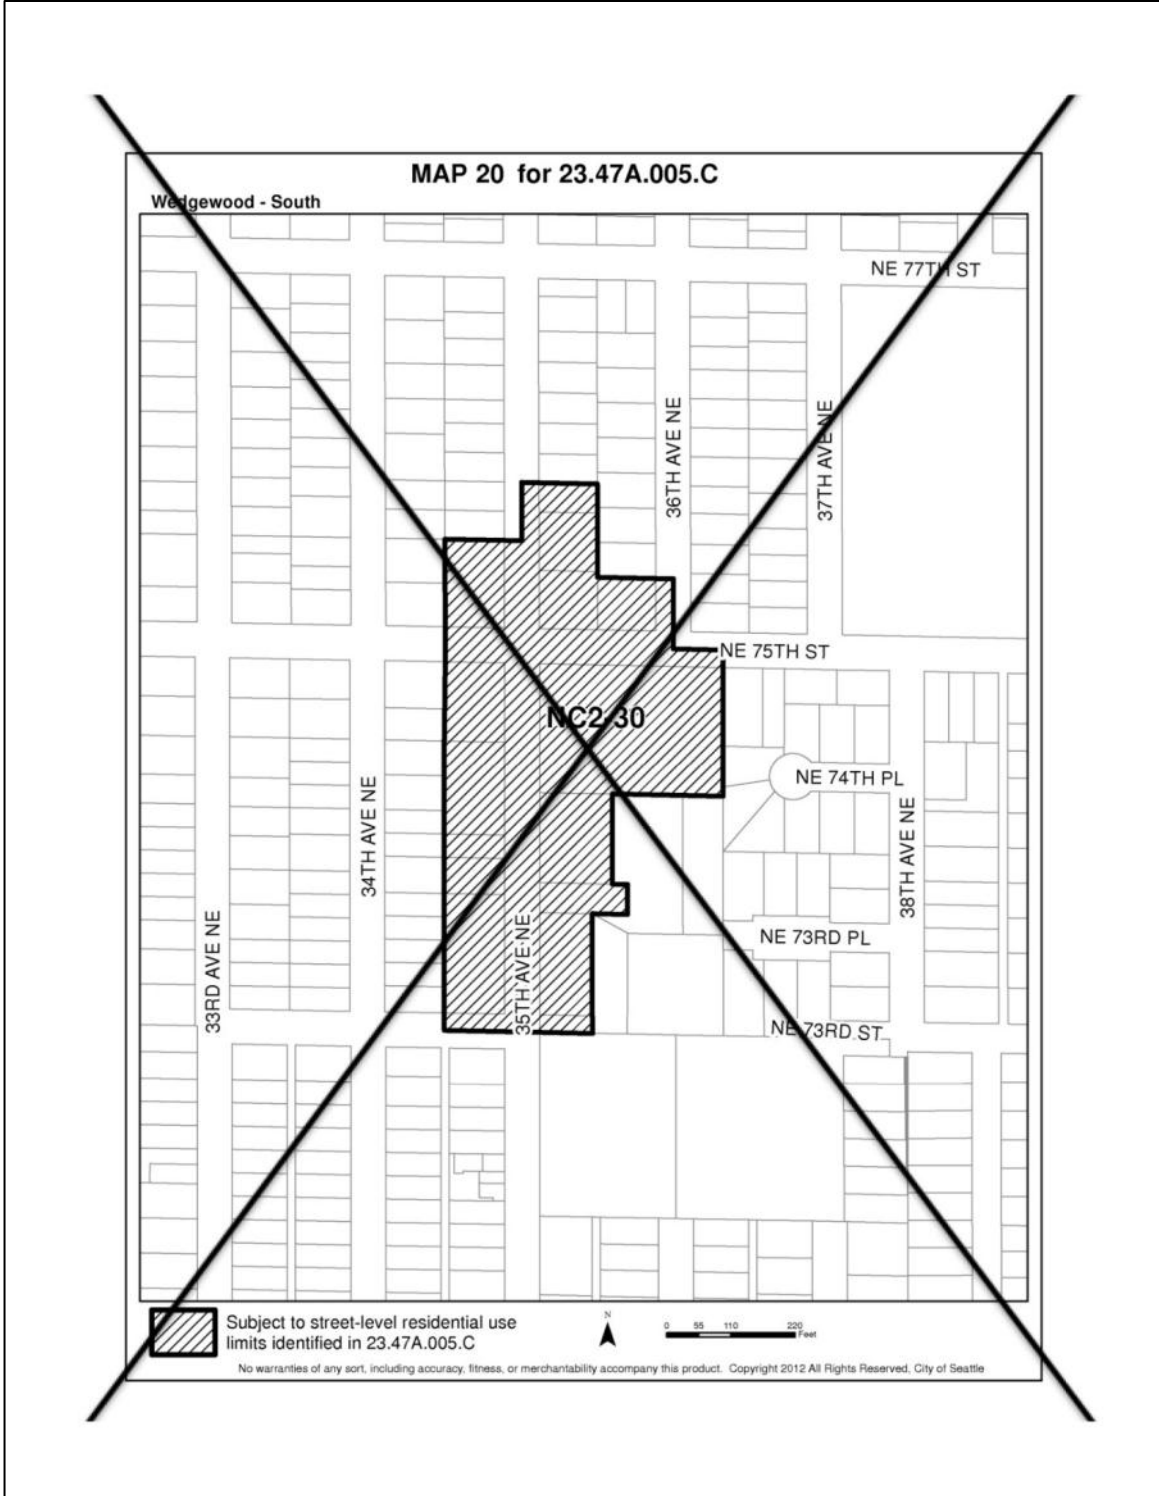 MAP 20 for 23.47A.005.C
Wedgewood - South
NE 77TH ST
36TH AVE NE
37TH AVE NE
NE 75TH ST
NC2-30
NE 74TH PL
34TH AVE NE
38TH AVE NE
33RD AVE NE
35TH AVE NE
NE 73RD PL
NE 73RD ST
Subject to street-level residential use
limits identified in 23.47A.005.C
N
0 55 110 220
Feet
No warranties of any sort, including accuracy, fitness, or merchantability accompany this product. Copyright 2012 All Rights Reserved, City of Seattle